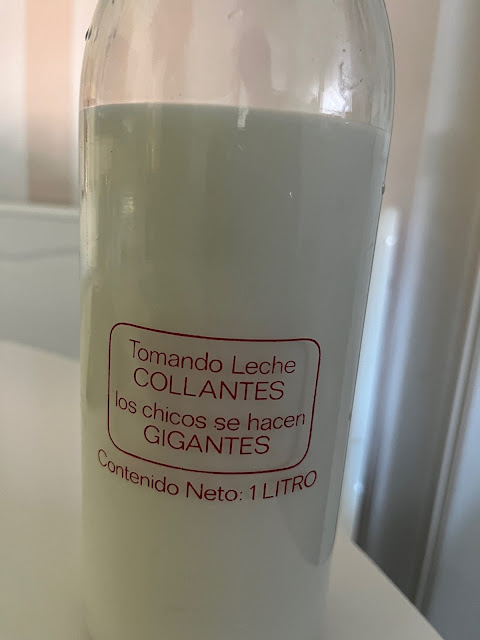 Tomando Leche
COLLANTES
los chicos se hacen
GIGANTES
Contenido Neto: 1 LITRO